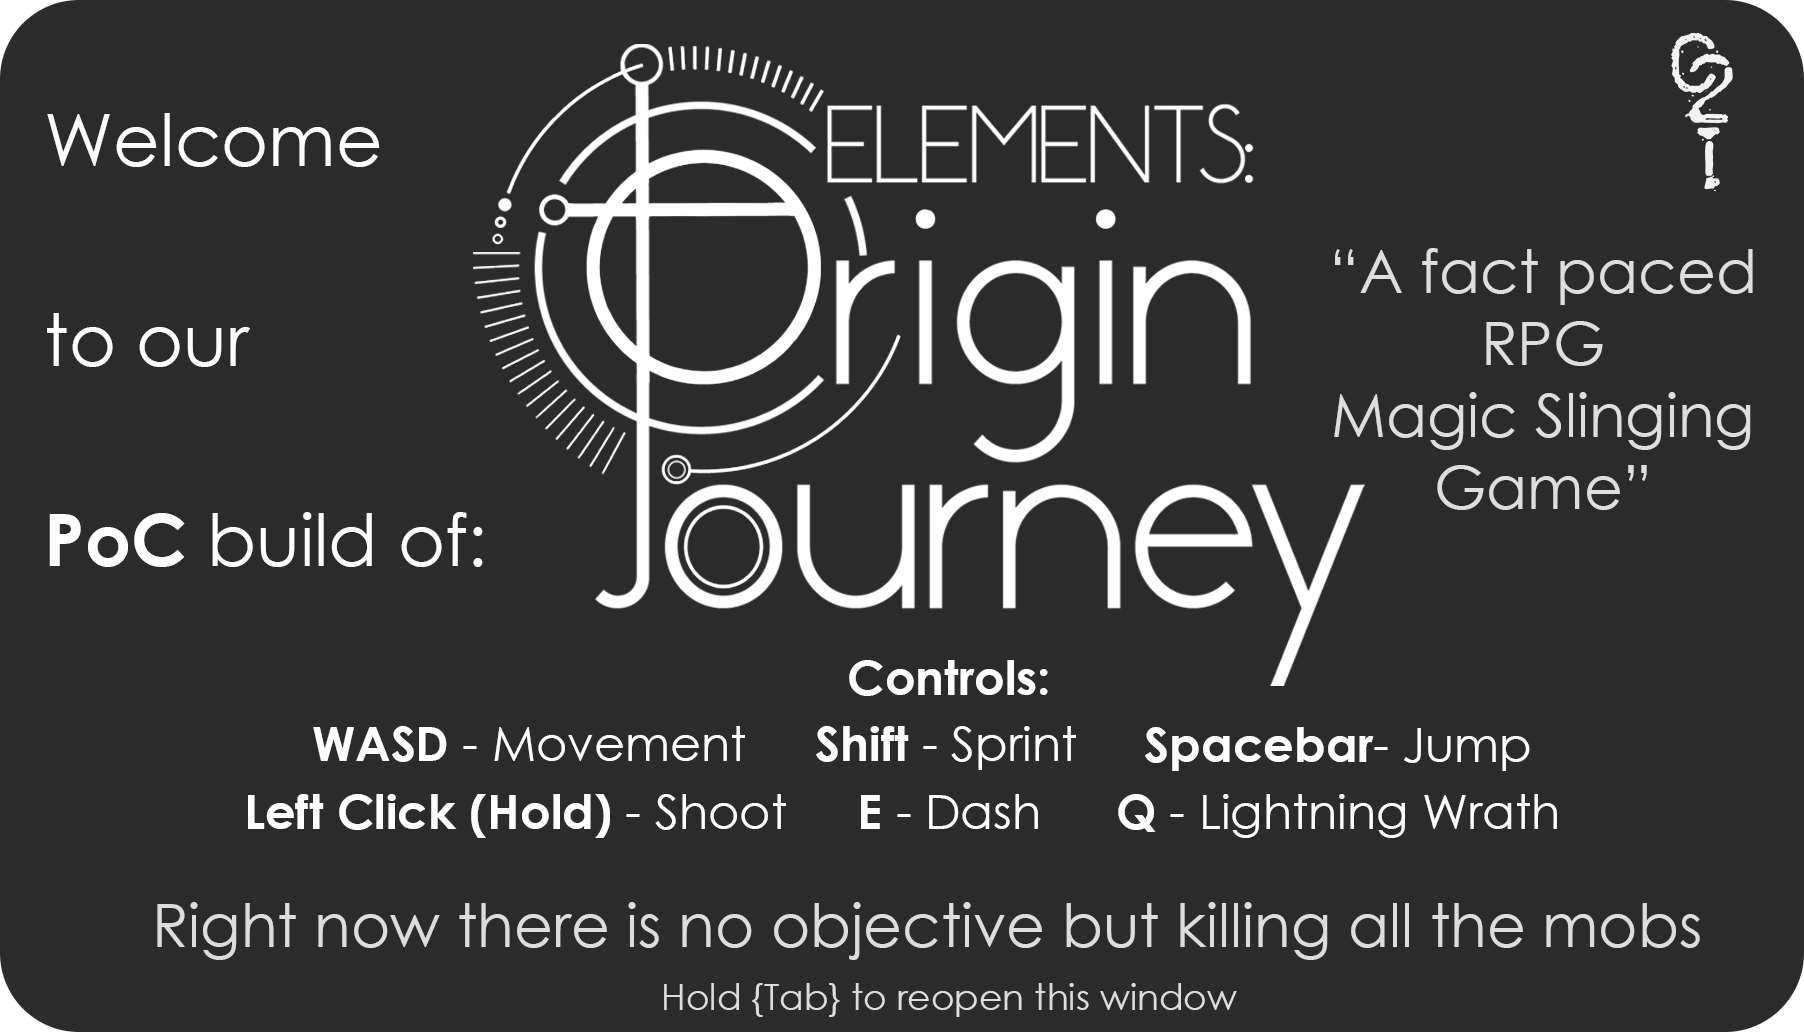 Welcome
to our
PoC build of:
ELEMENTS:
Origin
Journey
“A fact paced
RPG
Magic Slinging
Game”
Controls:
WASD - Movement Shift - Sprint Spacebar- Jump
Left Click (Hold) - Shoot E - Dash Q - Lightning Wrath
Right now there is no objective but killing all the mobs
Hold {Tab} to reopen this window